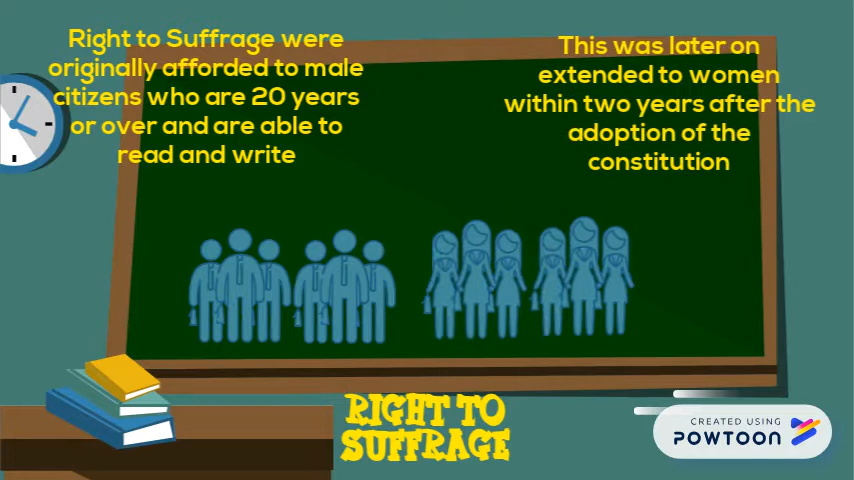 Right to Suffrage were
originally afforded to male
citizens who are 20 years
or over and are able to
read and write
This was later on
extended to women
within two years after the
adoption of the
constitution
RIGHT TO
SUFFRAGE
CREATED USING
POWTOON